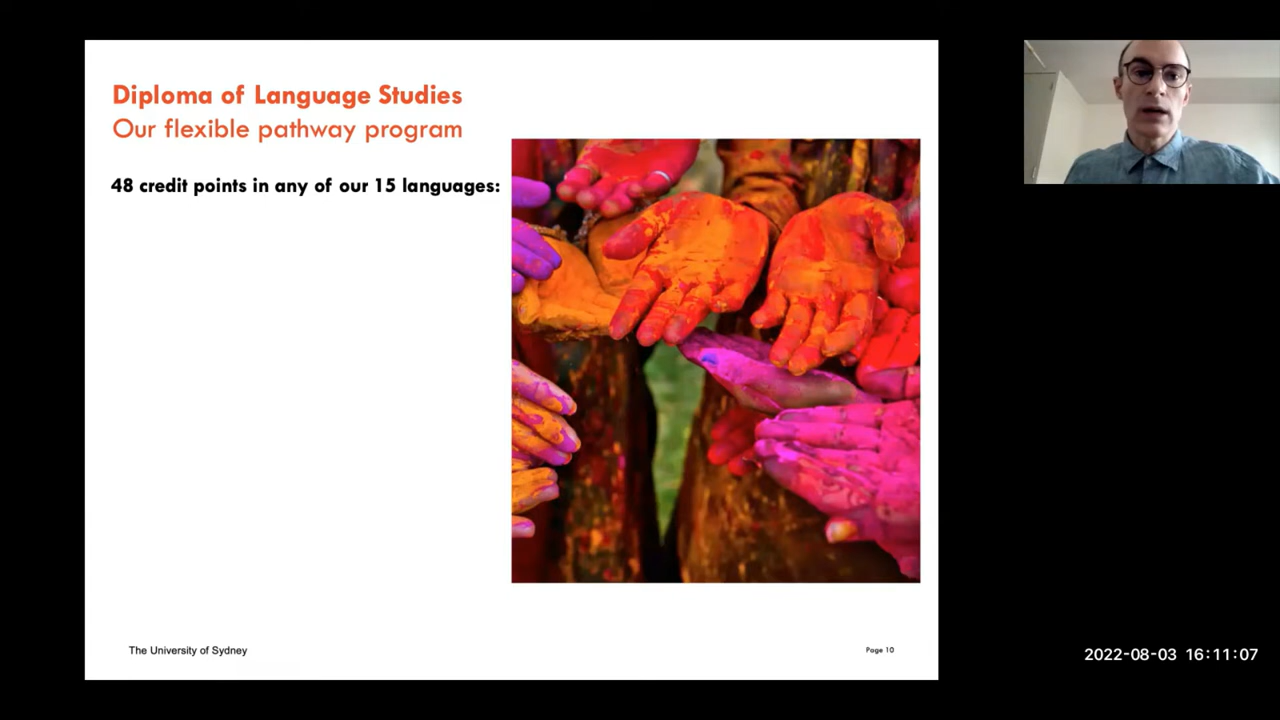 Diploma of Language Studies
Our flexible pathway program
48 credit points in any of our 15 languages:
The University of Sydney
Page 10
2022-08-03 16:11:07